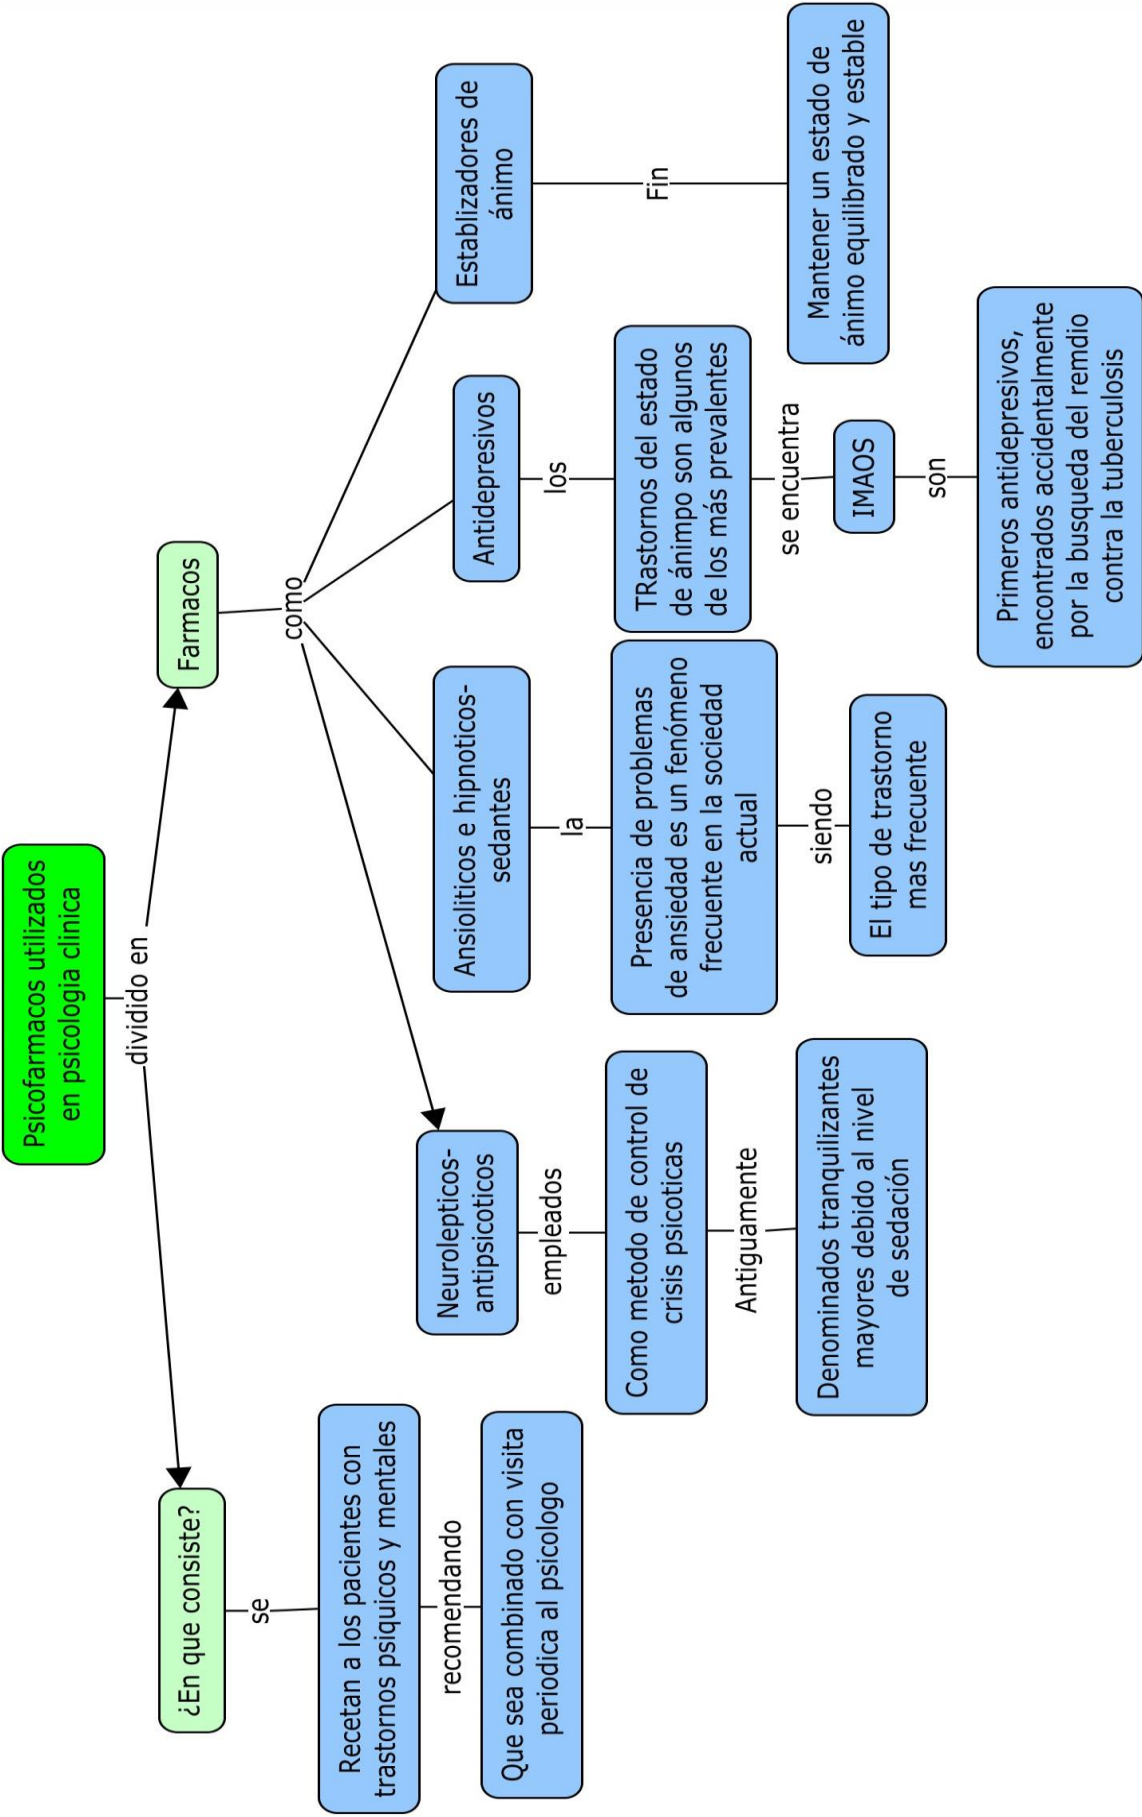 Psicofarmacos utilizados
en psicologia clinica
dividido en
¿En que consiste?
se
Recetan a los pacientes con
trastornos psiquicos y mentales
recomendando
Que sea combinado con visita
periodica al psicologo
Farmacos
como
Neurolepticos-
antipsicoticos
empleados
Como metodo de control de
crisis psicoticas
Antiguamente
Denominados tranquilizantes
mayores debido al nivel
de sedación
Ansioliticos e hipnoticos-
sedantes
la
Presencia de problemas
de ansiedad es un fenómeno
frecuente en la sociedad
actual
siendo
El tipo de trastorno
mas frecuente
Antidepresivos
los
TRastornos del estado
de ánimpo son algunos
de los más prevalentes
se encuentra
IMAOS
son
Primeros antidepresivos,
encontrados accidentalmente
por la busqueda del remdio
contra la tuberculosis
Establizadores de
ánimo
Fin
Mantener un estado de
ánimo equilibrado y estable